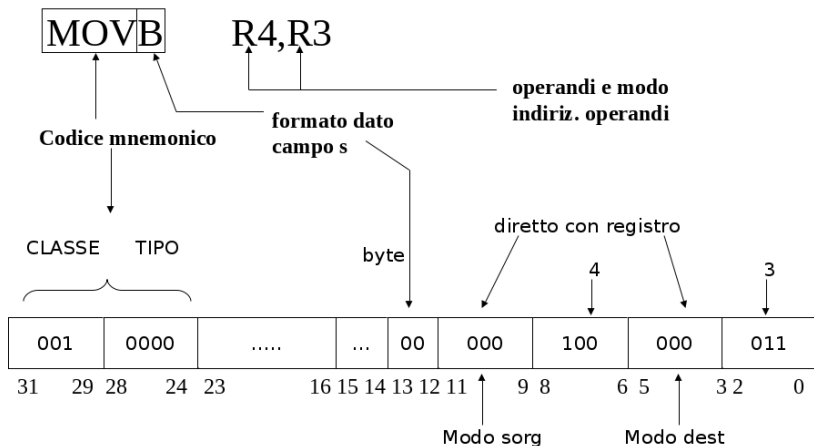 MOVB R4,R3
operandi e modo
indiriz. operandi
formato dato
campo s
Codice mnemonico
diretto con registro
CLASSE TIPO
byte
4 3
001 0000 ..... ... 00 000 100 000 011
31 29 28 24 23 16 15 14 13 12 11 9 8 6 5 3 2 0
Modo sorg Modo dest